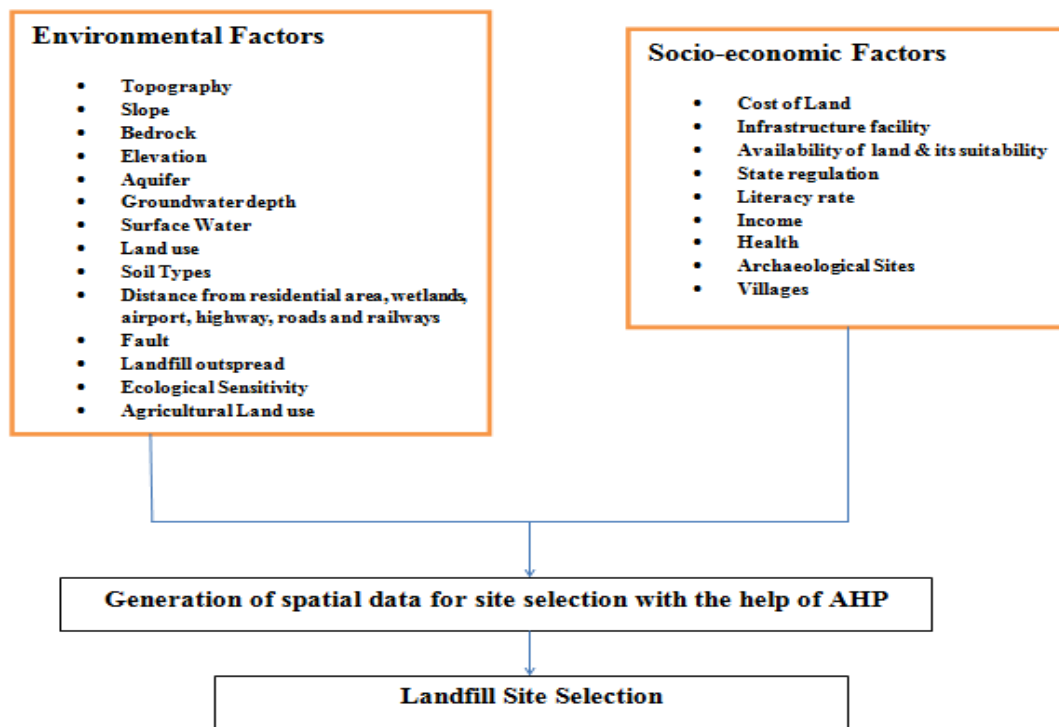 Environmental Factors
• Topography
• Slope
• Bedrock
• Elevation
• Aquifer
• Groundwater depth
• Surface Water
• Land use
• Soil Types
• Distance from residential area, wetlands,
airport, highway, roads and railways
• Fault
• Landfill outspread
• Ecological Sensitivity
• Agricultural Land use
Socio-economic Factors
• Cost of Land
• Infrastructure facility
• Availability of land & its suitability
• State regulation
• Literacy rate
• Income
• Health
• Archaeological Sites
• Villages
Generation of spatial data for site selection with the help of AHP
Landfill Site Selection